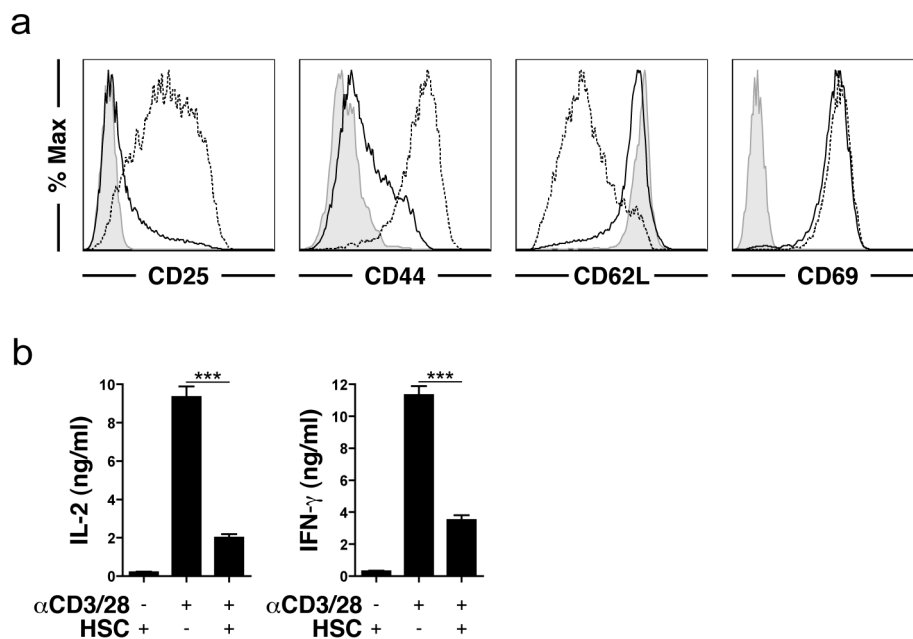 a
% Max
CD25
CD44
CD62L
CD69
b
***
10
8
6
4
2
0
IL-2 (ng/ml)
***
12
10
8
6
4
2
0
IFN-γ (ng/ml)
αCD3/28 - + +
HSC + - +
αCD3/28 - + +
HSC + - +